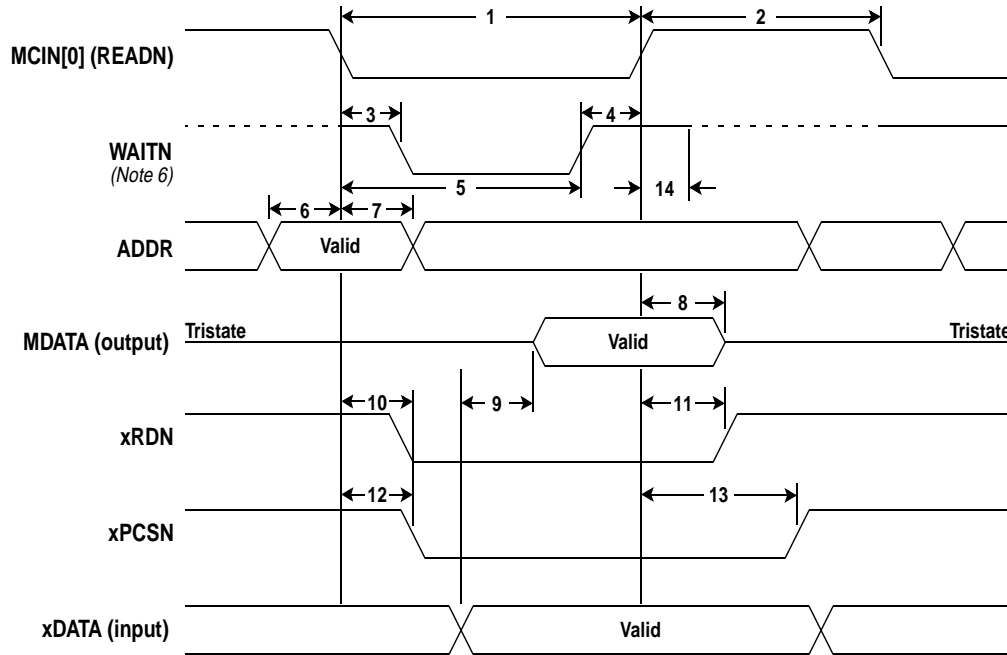 1 2
MCIN[0] (READN)
3 4
WAITN
(Note 6)
5 14
6 7
ADDR Valid
8
MDATA (output) Tristate Valid Tristate
10 9 11
xRDN
12 13
xPCSN
xDATA (input) Valid